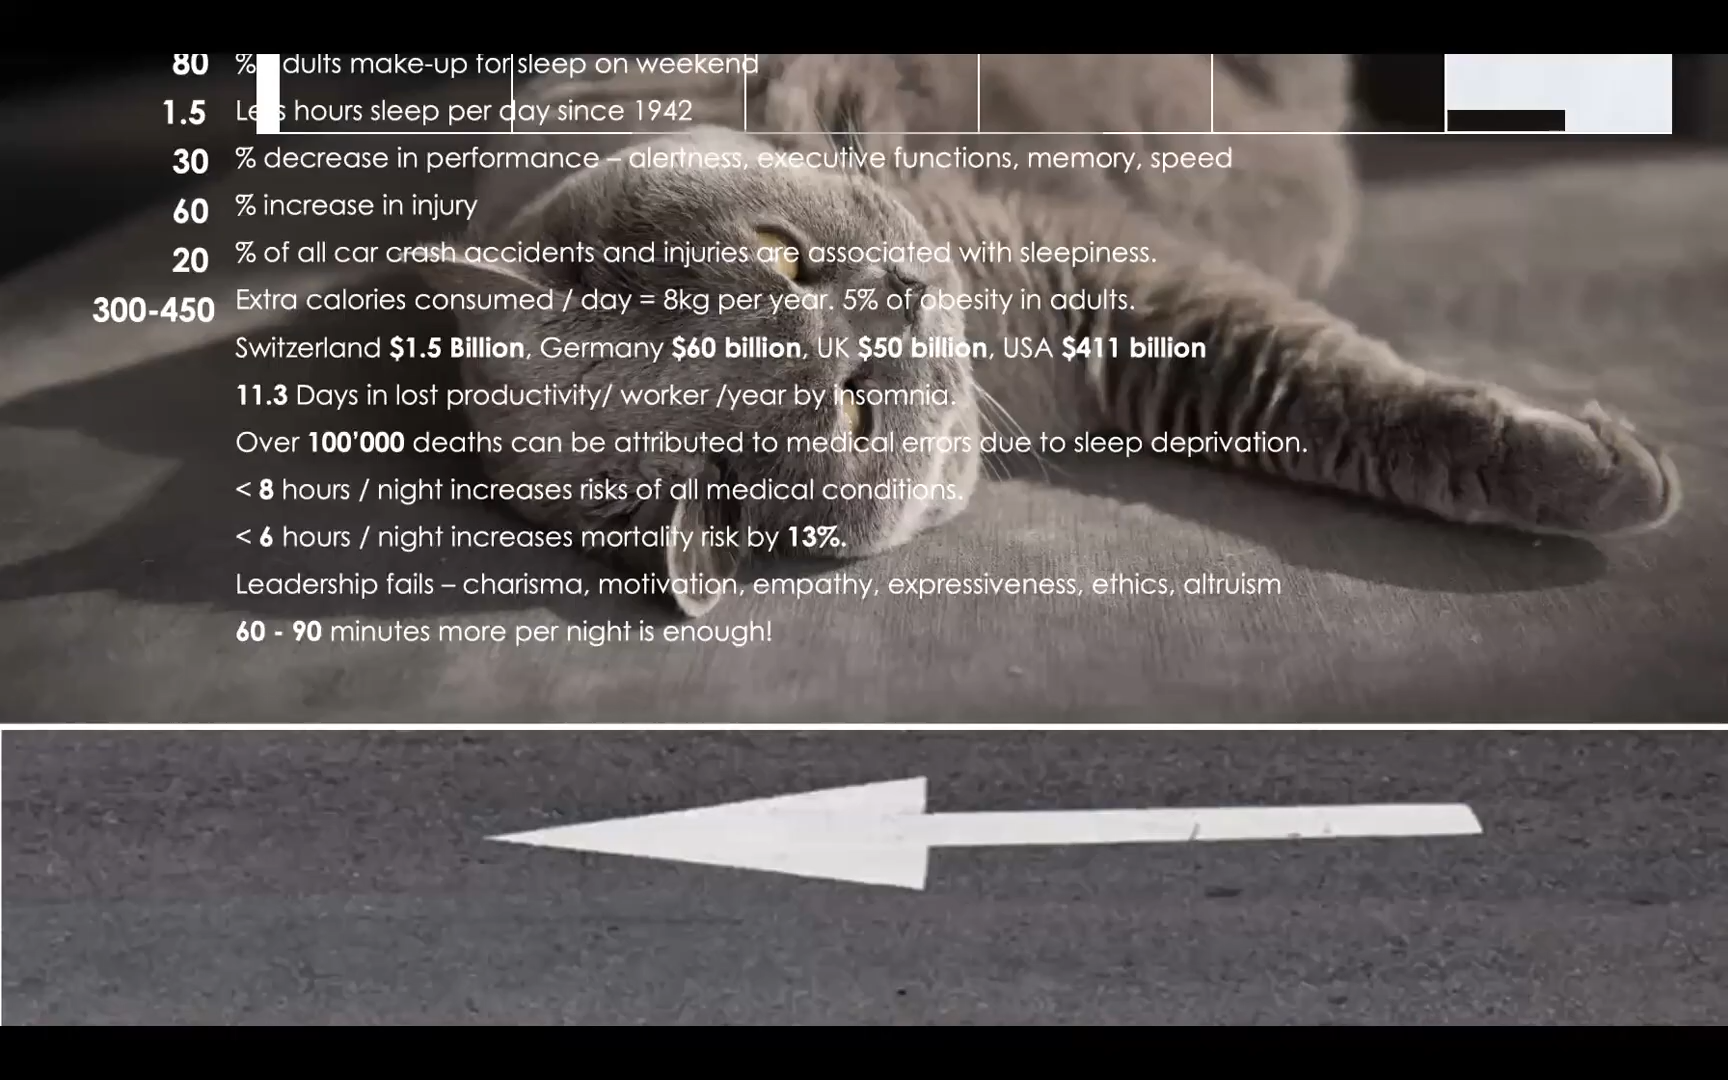 80 % dults make-up for sleep on weekend
1.5 Le s hours sleep per day since 1942
30 % decrease in performance – alertness, executive functions, memory, speed
60 % increase in injury
20 % of all car crash accidents and injuries are associated with sleepiness.
300-450 Extra calories consumed / day = 8kg per year. 5% of obesity in adults.
Switzerland $1.5 Billion, Germany $60 billion, UK $50 billion, USA $411 billion
11.3 Days in lost productivity/ worker /year by insomnia.
Over 100’000 deaths can be attributed to medical errors due to sleep deprivation.
< 8 hours / night increases risks of all medical conditions.
< 6 hours / night increases mortality risk by 13%.
Leadership fails – charisma, motivation, empathy, expressiveness, ethics, altruism
60 - 90 minutes more per night is enough!